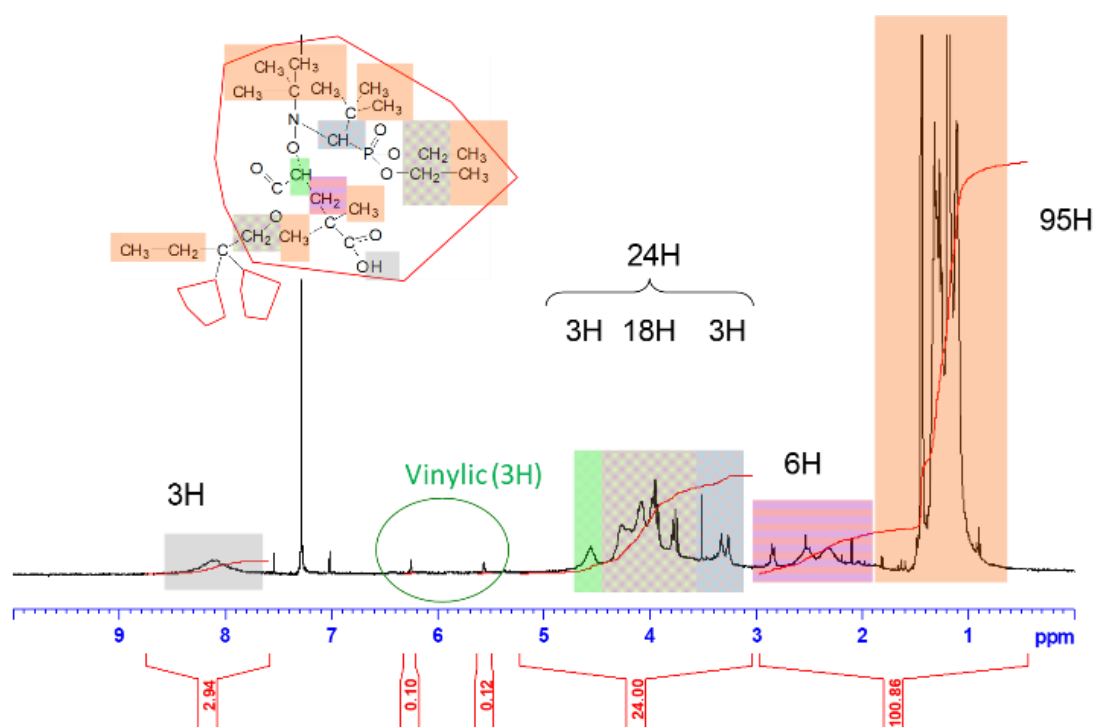 CH₃
CH₃
CH₃
C
CH₃
CH₃
C
CH₃
CH₃
N
CH
O
P
O
CH₂
CH₃
O
O
CH₂
CH₃
CH
C
O
CH₂
O
CH₃
C
CH₃
CH₃
CH₂
CH₂
C
C
O
OH
95H
24H
3H
18H
3H
6H
Vinylic (3H)
3H
9
8
7
6
5
4
3
2
1
ppm
2.94
0.10
0.12
24.00
100.86